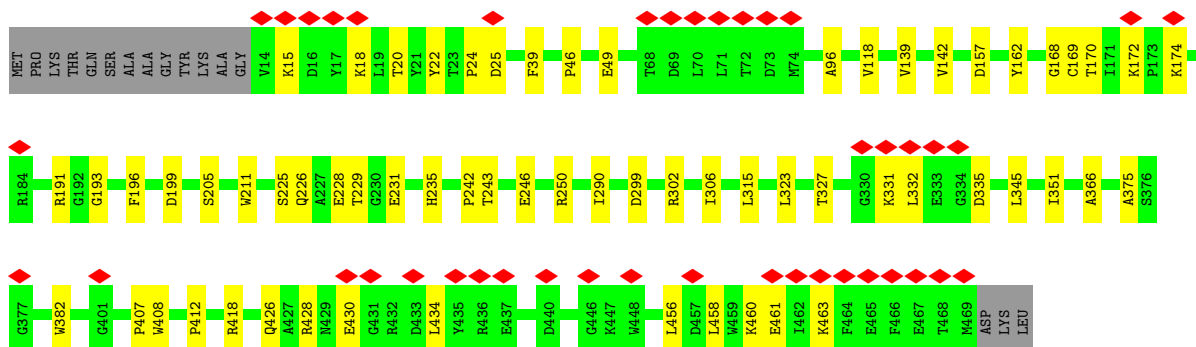 MET PRO LYS THR GLN SER ALA ALA GLY TYR LYS ALA GLY V14 K15 D16 Y17 K18 L19 T20 Y21 Y22 T23 P24 D25 F39 P46 E49 T68 D69 L70 L71 T72 D73 M74 A96 V118 V139 V142 D157 Y162 G168 C169 T170 I171 K172 P173 K174
R184 R191 G192 G193 F196 D199 S205 W211 S225 Q226 A227 E228 T229 G230 E231 H235 P242 T243 E246 R250 I290 D299 R302 I306 L315 L323 T327 G330 K331 L332 E333 G334 D335 L345 I351 A366 A375 S376
G377 W382 G401 P407 W408 P412 R418 Q426 A427 R428 N429 E430 G431 R432 D433 L434 Y435 R436 E437 D440 G446 K447 W448 L456 D457 L458 W459 K460 E461 I462 K463 F464 E465 F466 E467 T468 M469 ASP LYS LEU